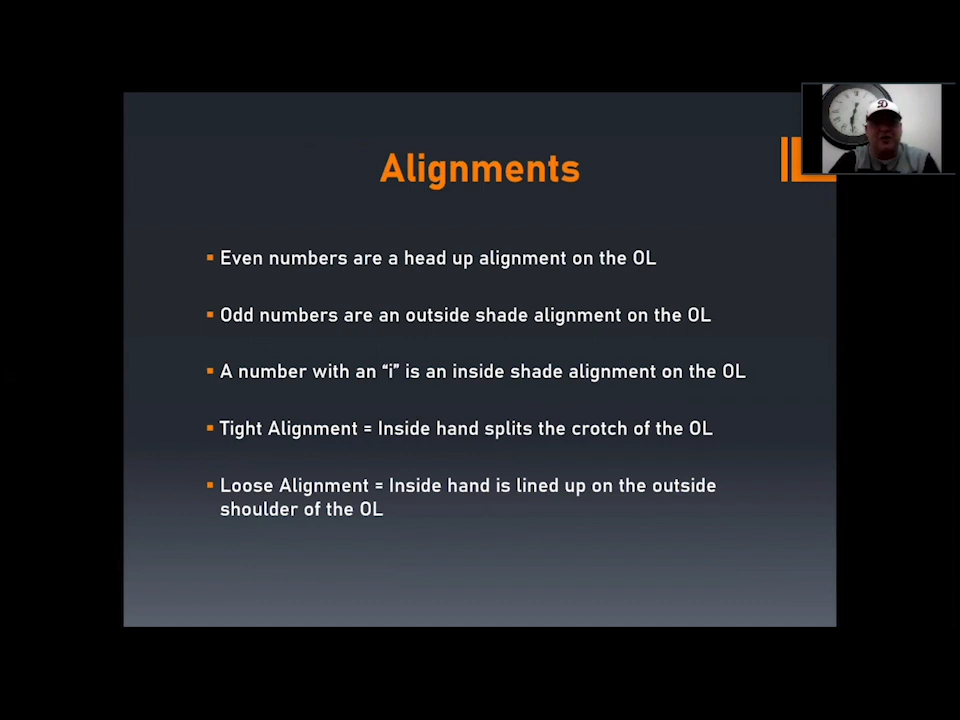 Alignments
Even numbers are a head up alignment on the OL
Odd numbers are an outside shade alignment on the OL
A number with an “i” is an inside shade alignment on the OL
Tight Alignment = Inside hand splits the crotch of the OL
Loose Alignment = Inside hand is lined up on the outside
shoulder of the OL